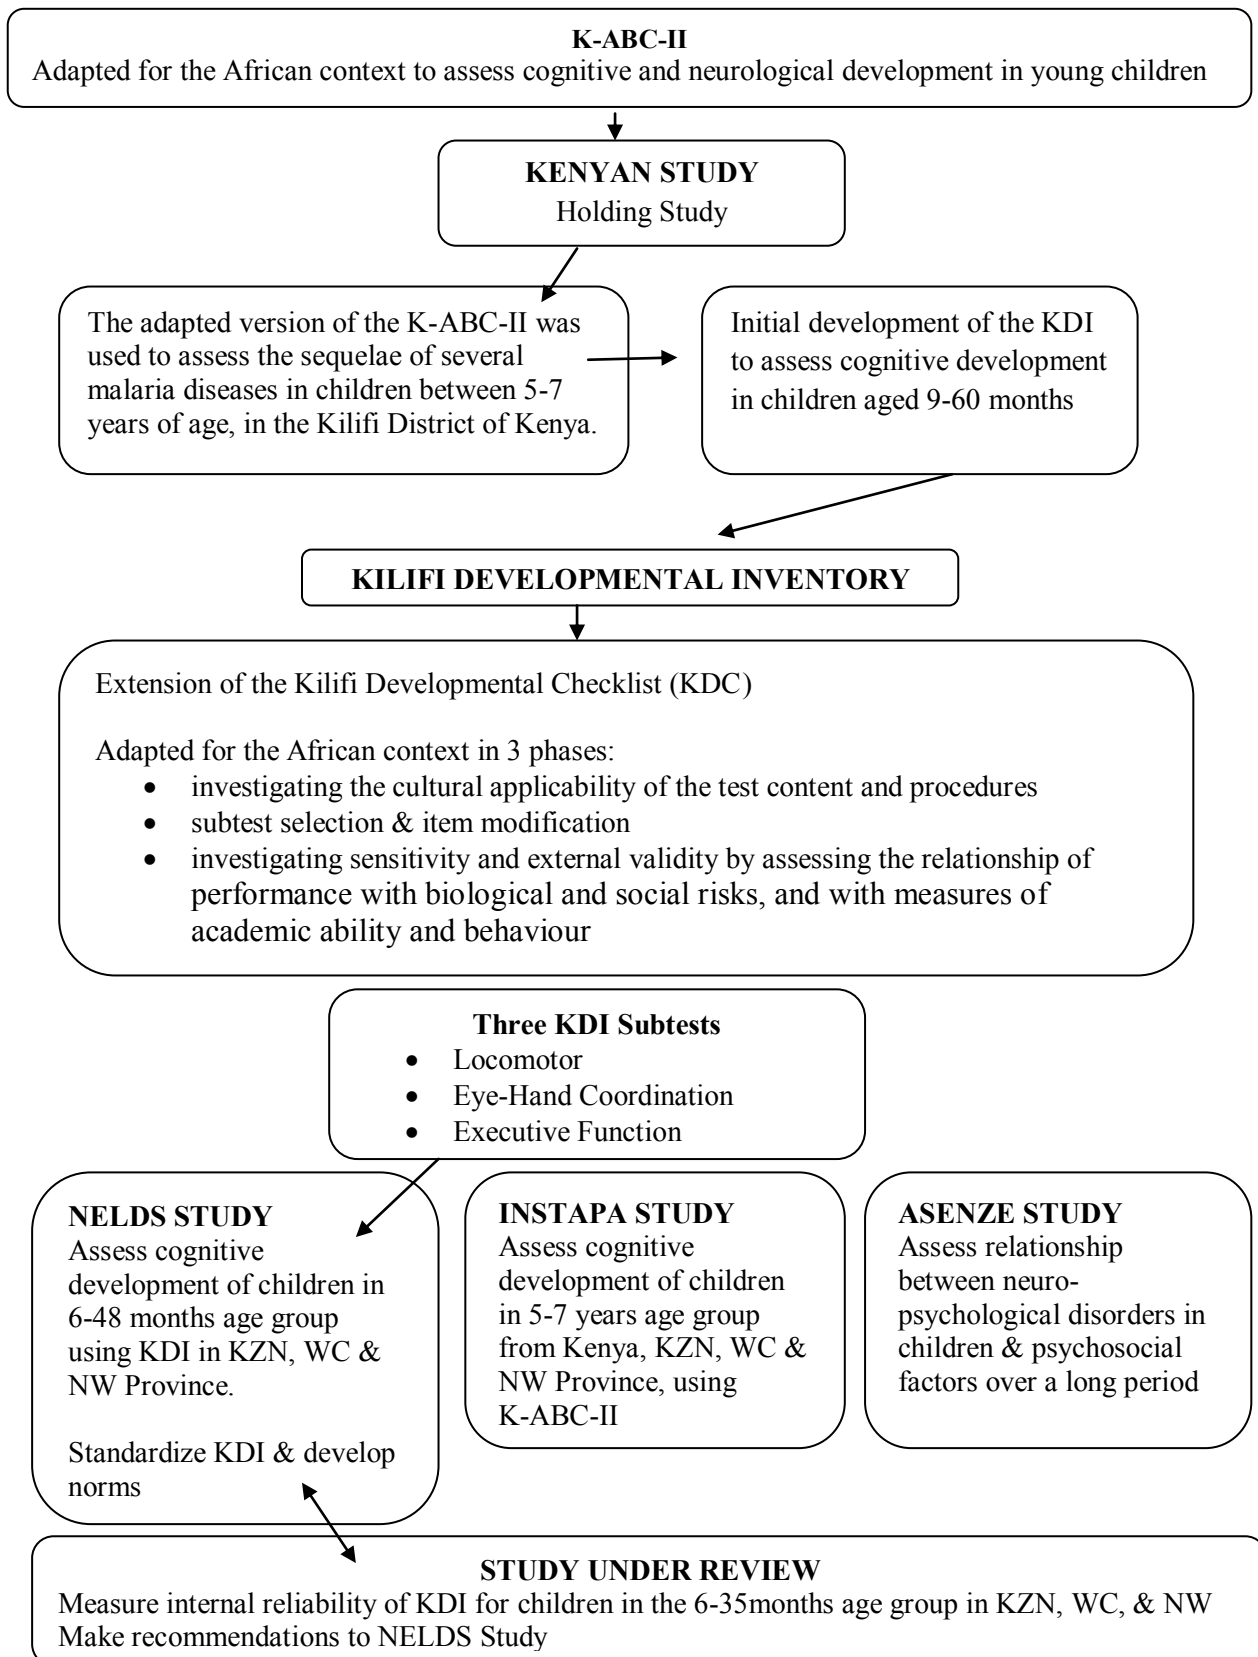 K-ABC-II
Adapted for the African context to assess cognitive and neurological development in young children
KENYAN STUDY
Holding Study
The adapted version of the K-ABC-II was
used to assess the sequelae of several
malaria diseases in children between 5-7
years of age, in the Kilifi District of Kenya.
Initial development of the KDI
to assess cognitive development
in children aged 9-60 months
KILIFI DEVELOPMENTAL INVENTORY
Extension of the Kilifi Developmental Checklist (KDC)
Adapted for the African context in 3 phases:
• investigating the cultural applicability of the test content and procedures
• subtest selection & item modification
• investigating sensitivity and external validity by assessing the relationship of
performance with biological and social risks, and with measures of
academic ability and behaviour
Three KDI Subtests
• Locomotor
• Eye-Hand Coordination
• Executive Function
NELDS STUDY
Assess cognitive
development of children in
6-48 months age group
using KDI in KZN, WC &
NW Province.
Standardize KDI & develop
norms
INSTAPA STUDY
Assess cognitive
development of children
in 5-7 years age group
from Kenya, KZN, WC &
NW Province, using
K-ABC-II
ASENZE STUDY
Assess relationship
between neuro-
psychological disorders in
children & psychosocial
factors over a long period
STUDY UNDER REVIEW
Measure internal reliability of KDI for children in the 6-35months age group in KZN, WC, & NW
Make recommendations to NELDS Study